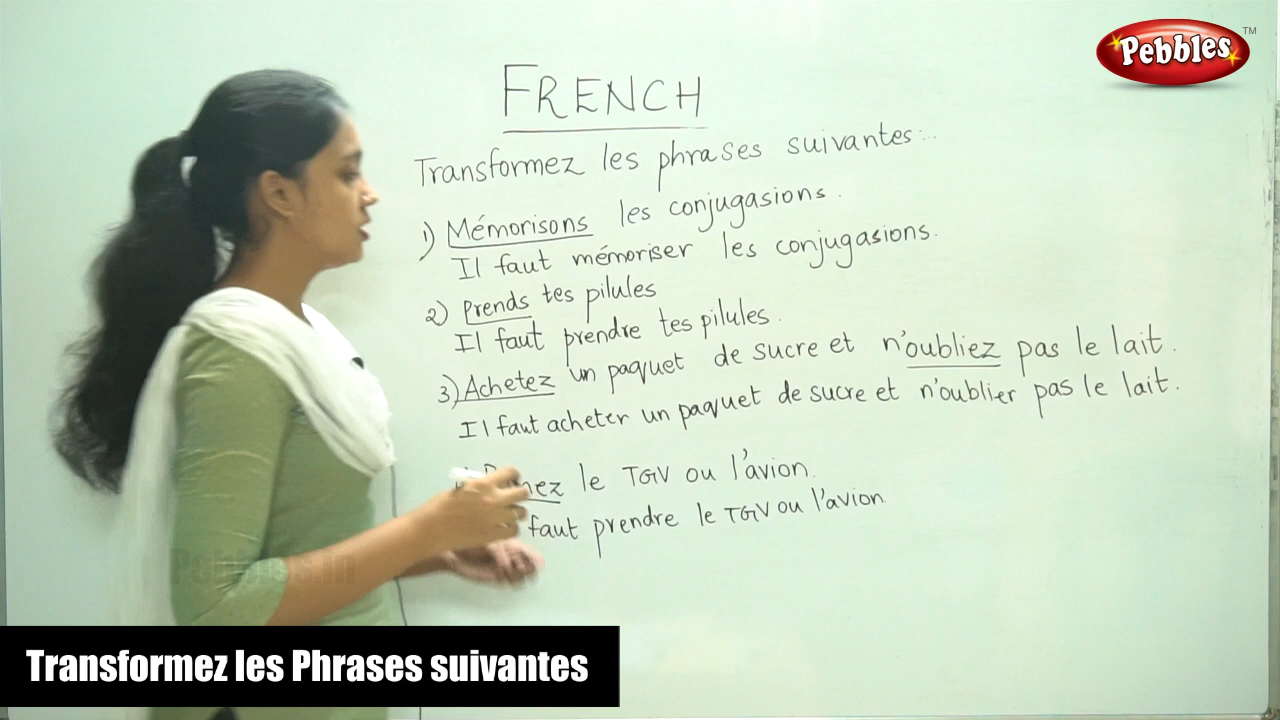 Pebbles TM
FRENCH
Transformez les phrases suivantes:.
1) Mémorisons les conjugasions.
Il faut mémoriser les conjugasions.
2) Prends tes pilules
Il faut prendre tes pilules.
3) Achetez un paquet de sucre et n'oubliez pas le lait.
Il faut acheter un paquet de sucre et n'oublier pas le lait.
le TGV ou l'avion.
faut prendre le TGV ou l'avion
Pebbles.in
Transformez les Phrases suivantes